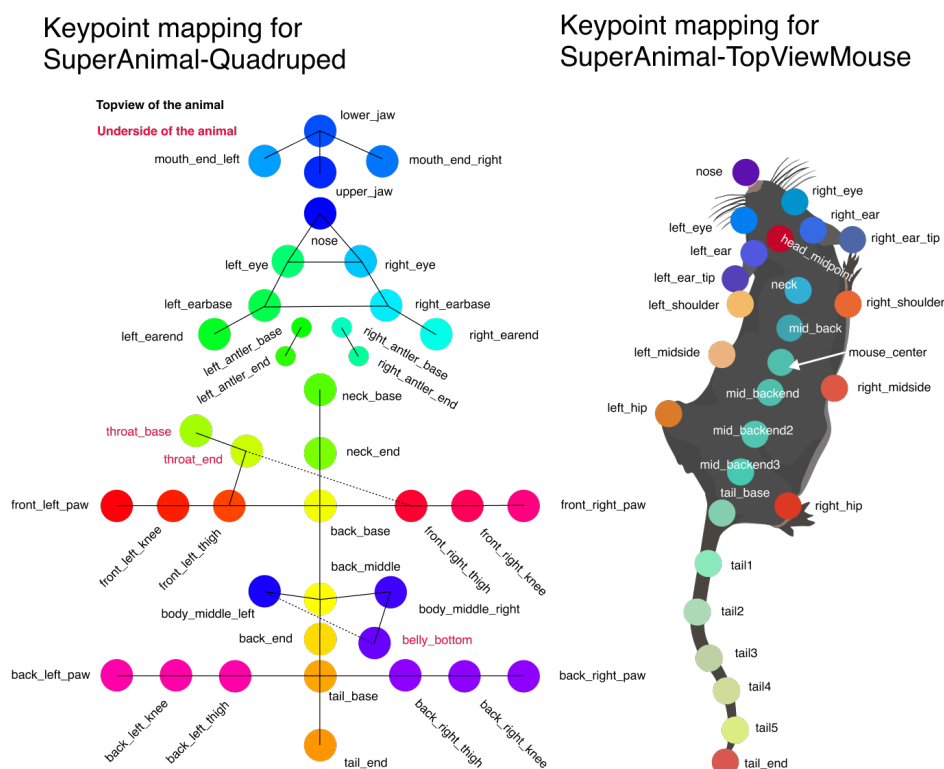 Keypoint mapping for
SuperAnimal-Quadruped
Topview of the animal
Underside of the animal
lower_jaw
mouth_end_left
mouth_end_right
upper_jaw
nose
left_eye
right_eye
left_earbase
right_earbase
left_earend
right_earend
left_antler_base
right_antler_base
left_antler_end
right_antler_end
neck_base
throat_base
throat_end
neck_end
front_left_paw
front_left_knee
front_left_thigh
back_base
front_right_thigh
front_right_knee
front_right_paw
back_middle
body_middle_left
body_middle_right
back_end
belly_bottom
back_left_paw
back_left_knee
back_left_thigh
tail_base
back_right_thigh
back_right_knee
back_right_paw
tail_end
Keypoint mapping for
SuperAnimal-TopViewMouse
nose
right_eye
left_eye
right_ear
left_ear
head_midpoint
right_ear_tip
left_ear_tip
neck
left_shoulder
right_shoulder
mid_back
left_midside
mouse_center
mid_backend
right_midside
left_hip
mid_backend2
mid_backend3
tail_base
right_hip
tail1
tail2
tail3
tail4
tail5
tail_end